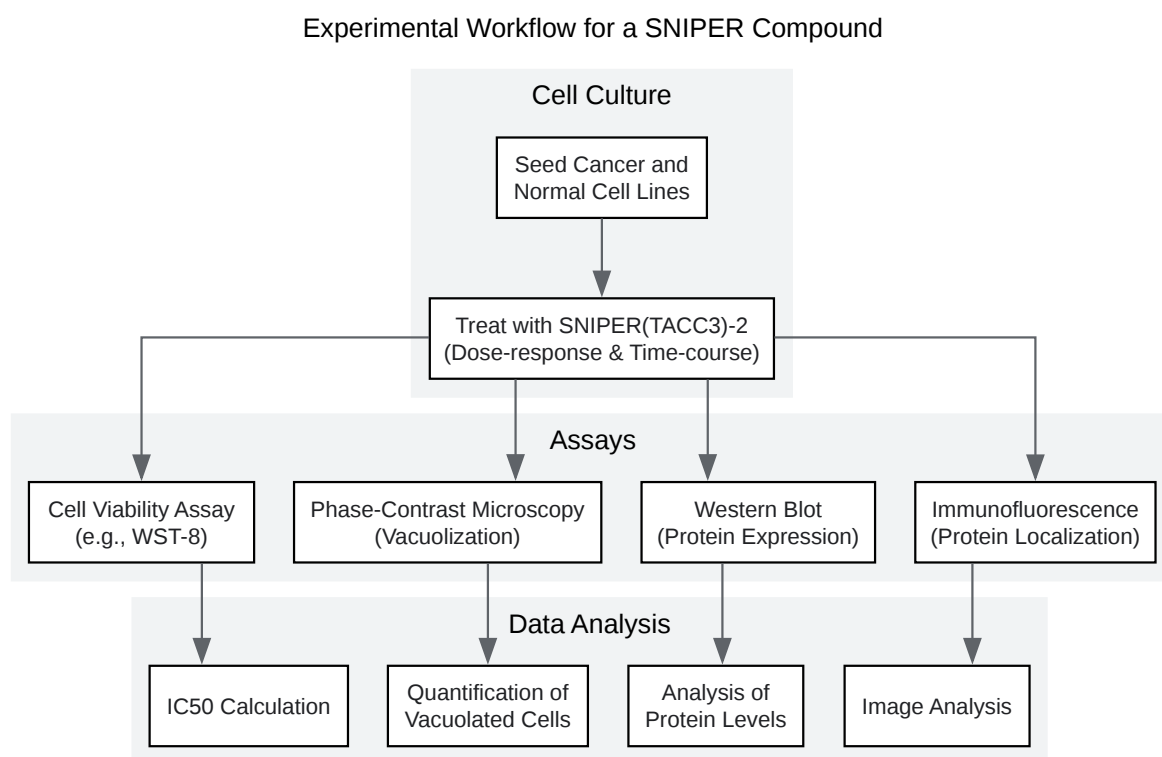 Experimental Workflow for a SNIPER Compound
Cell Culture
Seed Cancer and
Normal Cell Lines
Treat with SNIPER(TACC3)-2
(Dose-response & Time-course)
Assays
Cell Viability Assay
(e.g., WST-8)
Phase-Contrast Microscopy
(Vacuolization)
Western Blot
(Protein Expression)
Immunofluorescence
(Protein Localization)
Data Analysis
IC50 Calculation
Quantification of
Vacuolated Cells
Analysis of
Protein Levels
Image Analysis